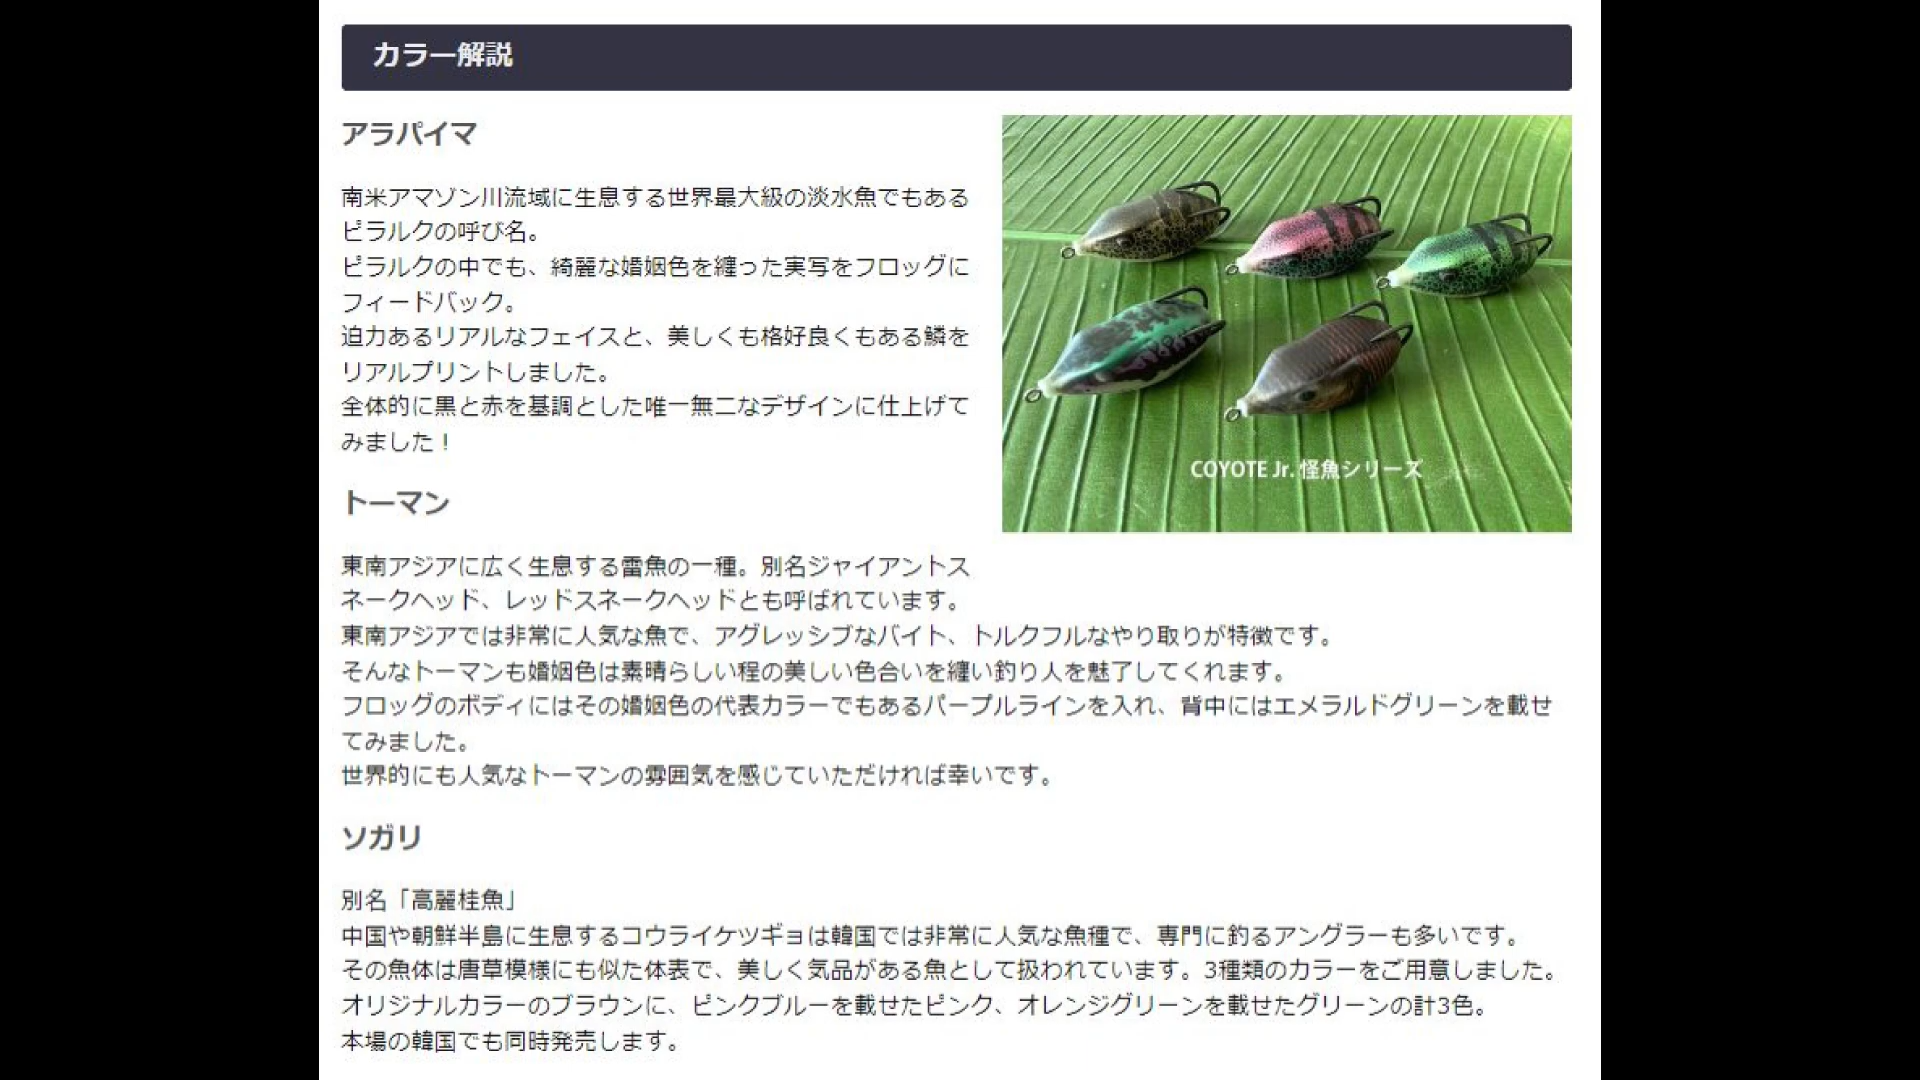 カラー解説
アラパイマ
南米アマゾン川流域に生息する世界最大級の淡水魚でもある
ピラルクの呼び名。
ピラルクの中でも、綺麗な婚姻色を纏った実写をフロッグに
フィードバック。
迫力あるリアルなフェイスと、美しくも格好良くもある鱗を
リアルプリントしました。
全体的に黒と赤を基調とした唯一無二なデザインに仕上げて
みました！
COYOTE Jr. 怪魚シリーズ
トーマン
東南アジアに広く生息する雷魚の一種。別名ジャイアントス
ネークヘッド、レッドスネークヘッドとも呼ばれています。
東南アジアでは非常に人気な魚で、アグレッシブなバイト、トルクフルなやり取りが特徴です。
そんなトーマンも婚姻色は素晴らしい程の美しい色合いを纏い釣り人を魅了してくれます。
フロッグのボディにはその婚姻色の代表カラーでもあるパープルラインを入れ、背中にはエメラルドグリーンを載せ
てみました。
世界的にも人気なトーマンの雰囲気を感じていただければ幸いです。
ソガリ
別名「高麗桂魚」
中国や朝鮮半島に生息するコウライケツギョは韓国では非常に人気な魚種で、専門に釣るアングラーも多いです。
その魚体は唐草模様にも似た体表で、美しく気品がある魚として扱われています。3種類のカラーをご用意しました。
オリジナルカラーのブラウンに、ピンクブルーを載せたピンク、オレンジグリーンを載せたグリーンの計3色。
本場の韓国でも同時発売します。